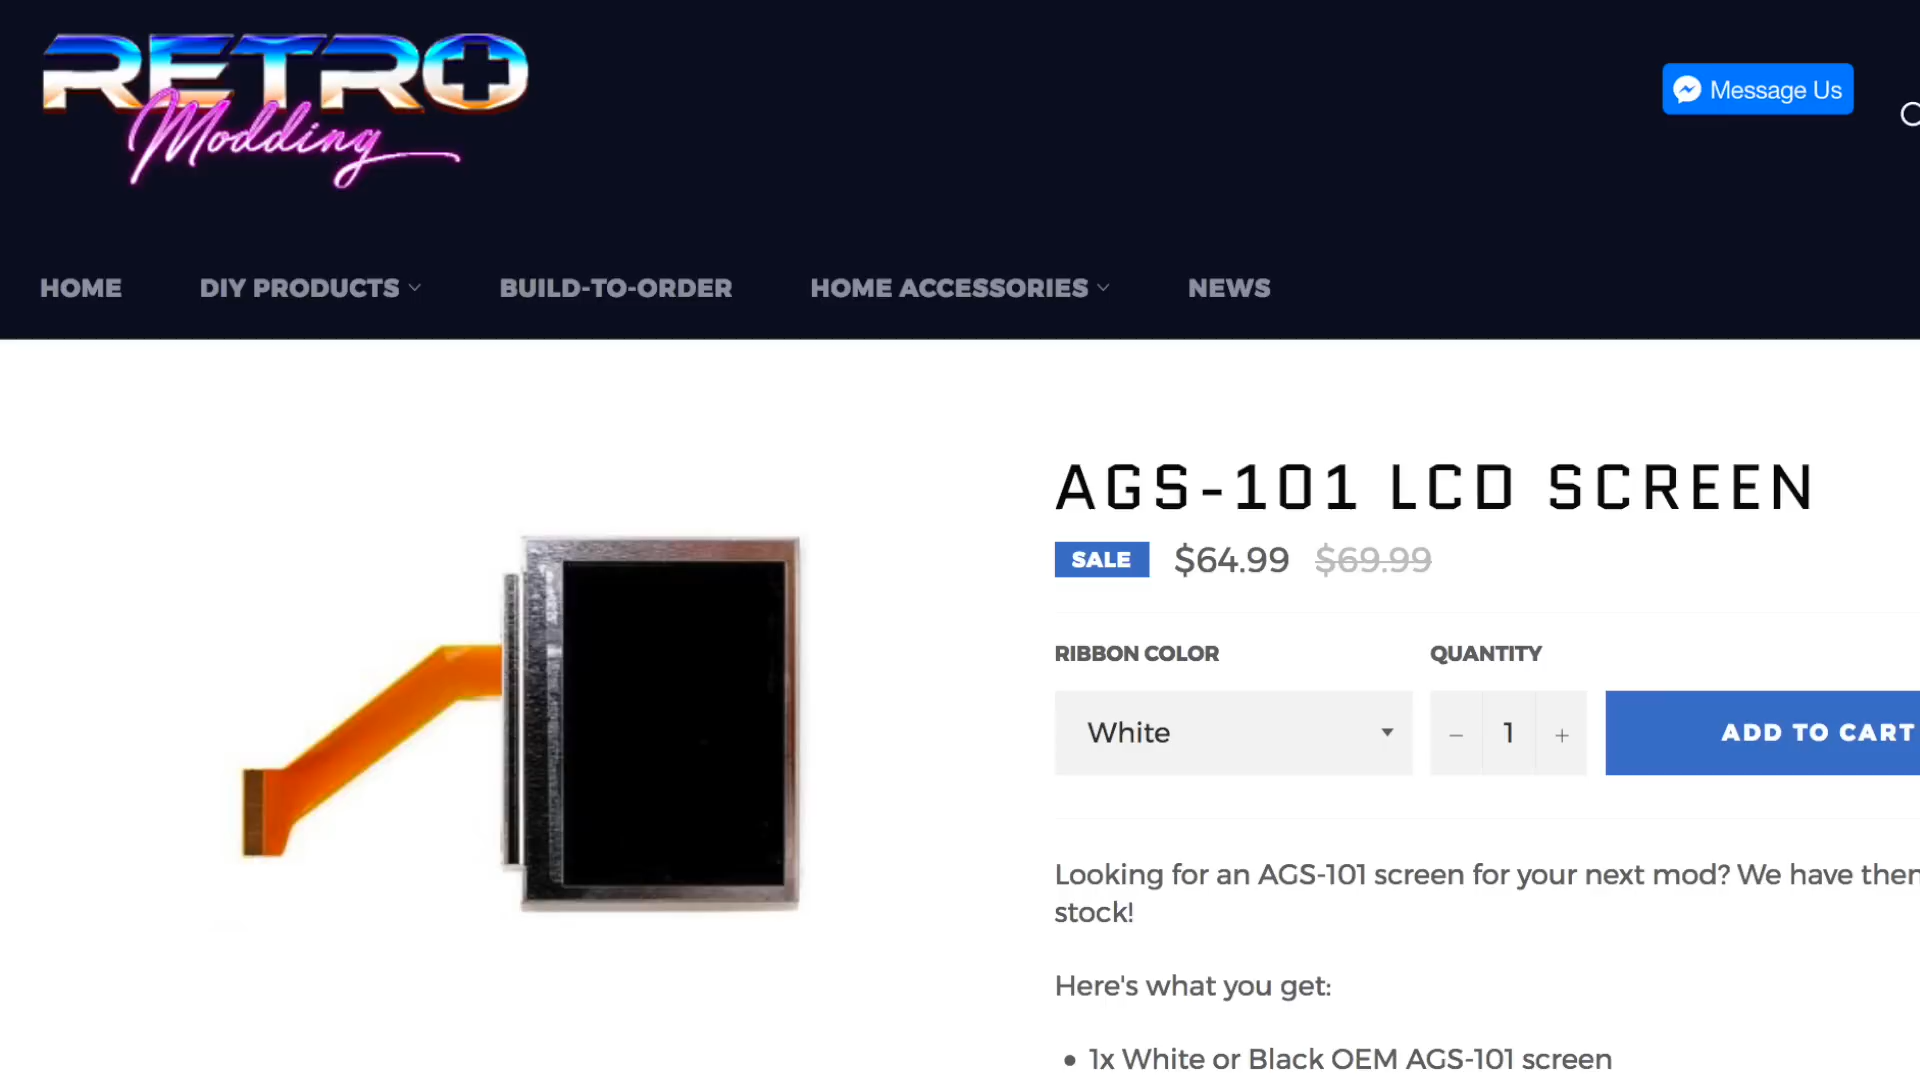 RETRO
Modding
Message Us
HOME
DIY PRODUCTS
BUILD-TO-ORDER
HOME ACCESSORIES
NEWS
AGS-101 LCD SCREEN
SALE $64.99 $69.99
RIBBON COLOR
QUANTITY
White
− 1 +
ADD TO CART
Looking for an AGS-101 screen for your next mod? We have
stock!
Here's what you get:
• 1x White or Black OEM AGS-101 screen